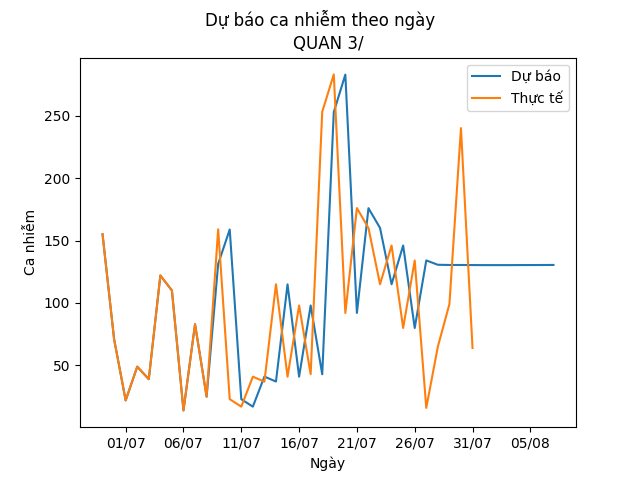 Dự báo ca nhiễm theo ngày
QUAN 3/
Dự báo
Thực tế
Ca nhiễm
250
200
150
100
50
01/07 06/07 11/07 16/07 21/07 26/07 31/07 05/08
Ngày